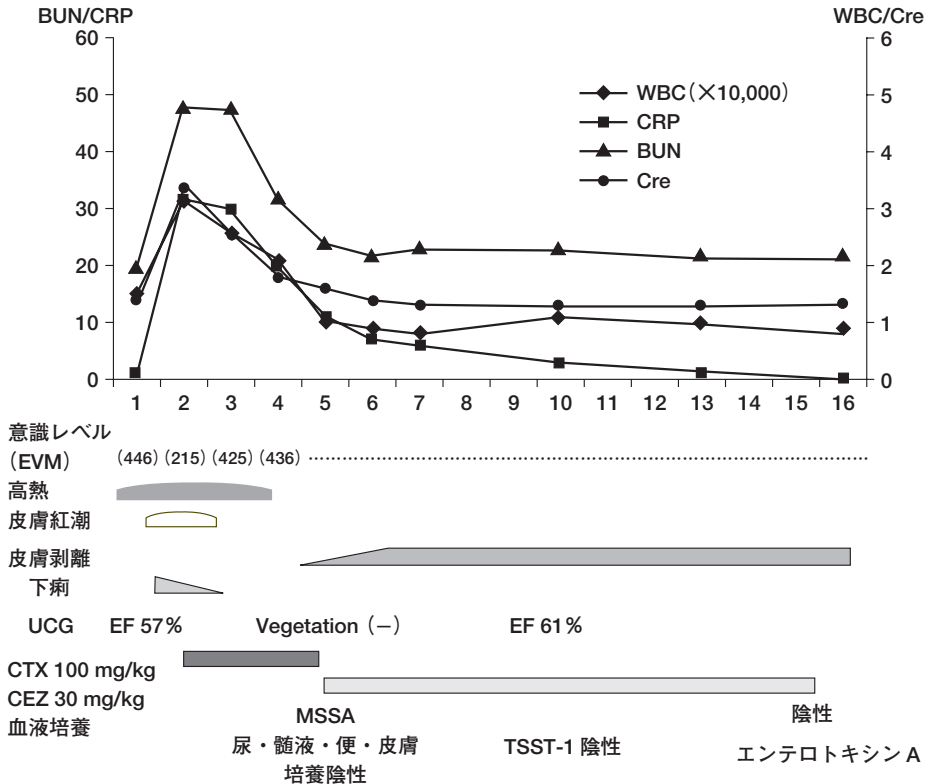 BUN/CRP
WBC/Cre
60
50
40
30
20
10
0
6
5
4
3
2
1
0
WBC(×10,000)
CRP
BUN
Cre
1 2 3 4 5 6 7 8 9 10 11 12 13 14 15 16
意識レベル
(EVM) (446) (215) (425) (436)
高熱
皮膚紅潮
皮膚剥離
下痢
UCG EF 57% Vegetation (−) EF 61%
CTX 100 mg/kg
CEZ 30 mg/kg
血液培養 MSSA 陰性
尿・髄液・便・皮膚 TSST-1 陰性 エンテロトキシン A
培養陰性